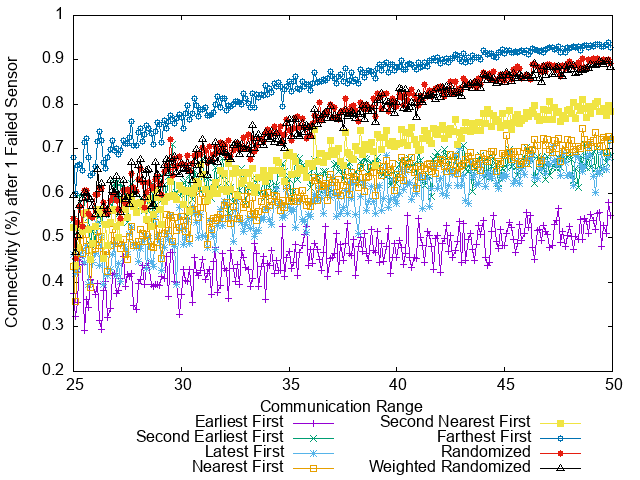 1
0.9
0.8
0.7
0.6
0.5
0.4
0.3
0.2
Connectivity (%) after 1 Failed Sensor
25 30 35 40 45 50
Communication Range
Earliest First
Second Earliest First
Latest First
Nearest First
Second Nearest First
Farthest First
Randomized
Weighted Randomized